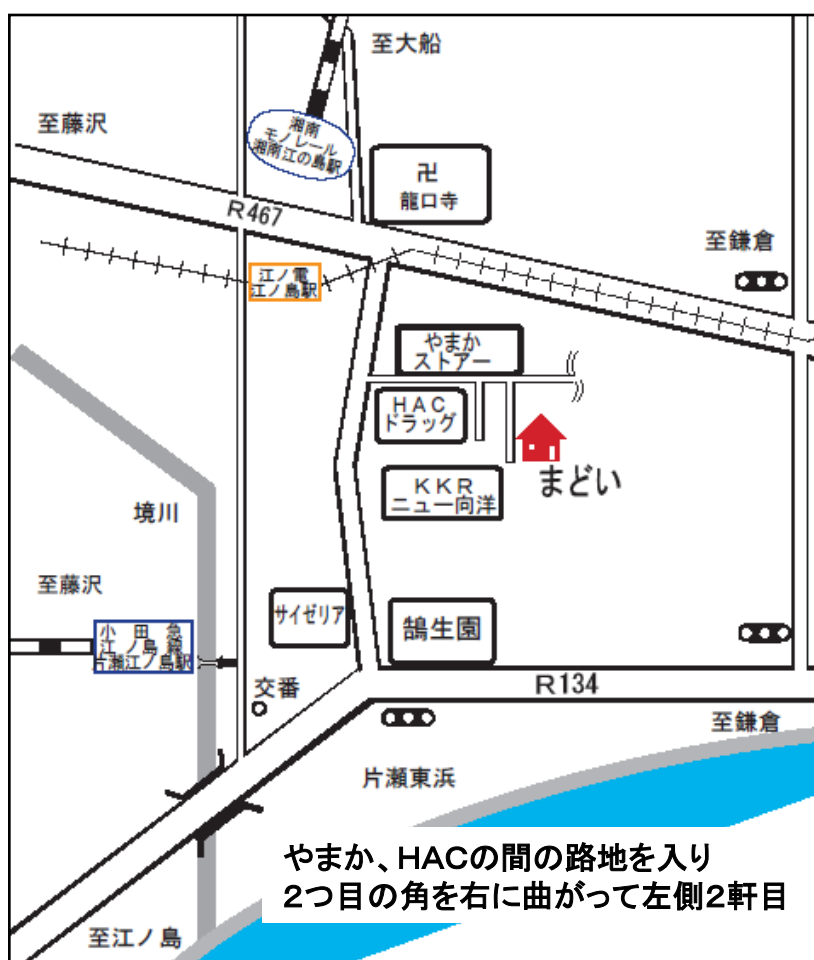 至大船
至藤沢
湘南
モノレール
湘南江の島駅
卍
龍口寺
R467
至鎌倉
江ノ電
江ノ島駅
やまか
ストアー
HAC
ドラッグ
まどい
KKR
ニュー向洋
境川
至藤沢
サイゼリア
鵠生園
小田急
江ノ島線
片瀬江ノ島駅
交番
R134
至鎌倉
片瀬東浜
やまか、HACの間の路地を入り
2つ目の角を右に曲がって左側2軒目
至江ノ島